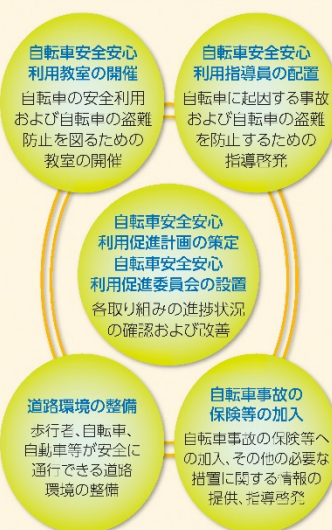 自転車安全安心
利用教室の開催
自転車の安全利用
および自転車の盗難
防止を図るための
教室の開催
自転車安全安心
利用指導員の配置
自転車に起因する事故
および自転車の盗難
を防止するための
指導啓発
自転車安全安心
利用促進計画の策定
自転車安全安心
利用促進委員会の設置
各取り組みの進捗状況
の確認および改善
道路環境の整備
歩行者、自転車、
自動車等が安全に
通行できる道路
環境の整備
自転車事故の
保険等の加入
自転車事故の保険等へ
の加入、その他の必要な
措置に関する情報の
提供、指導啓発